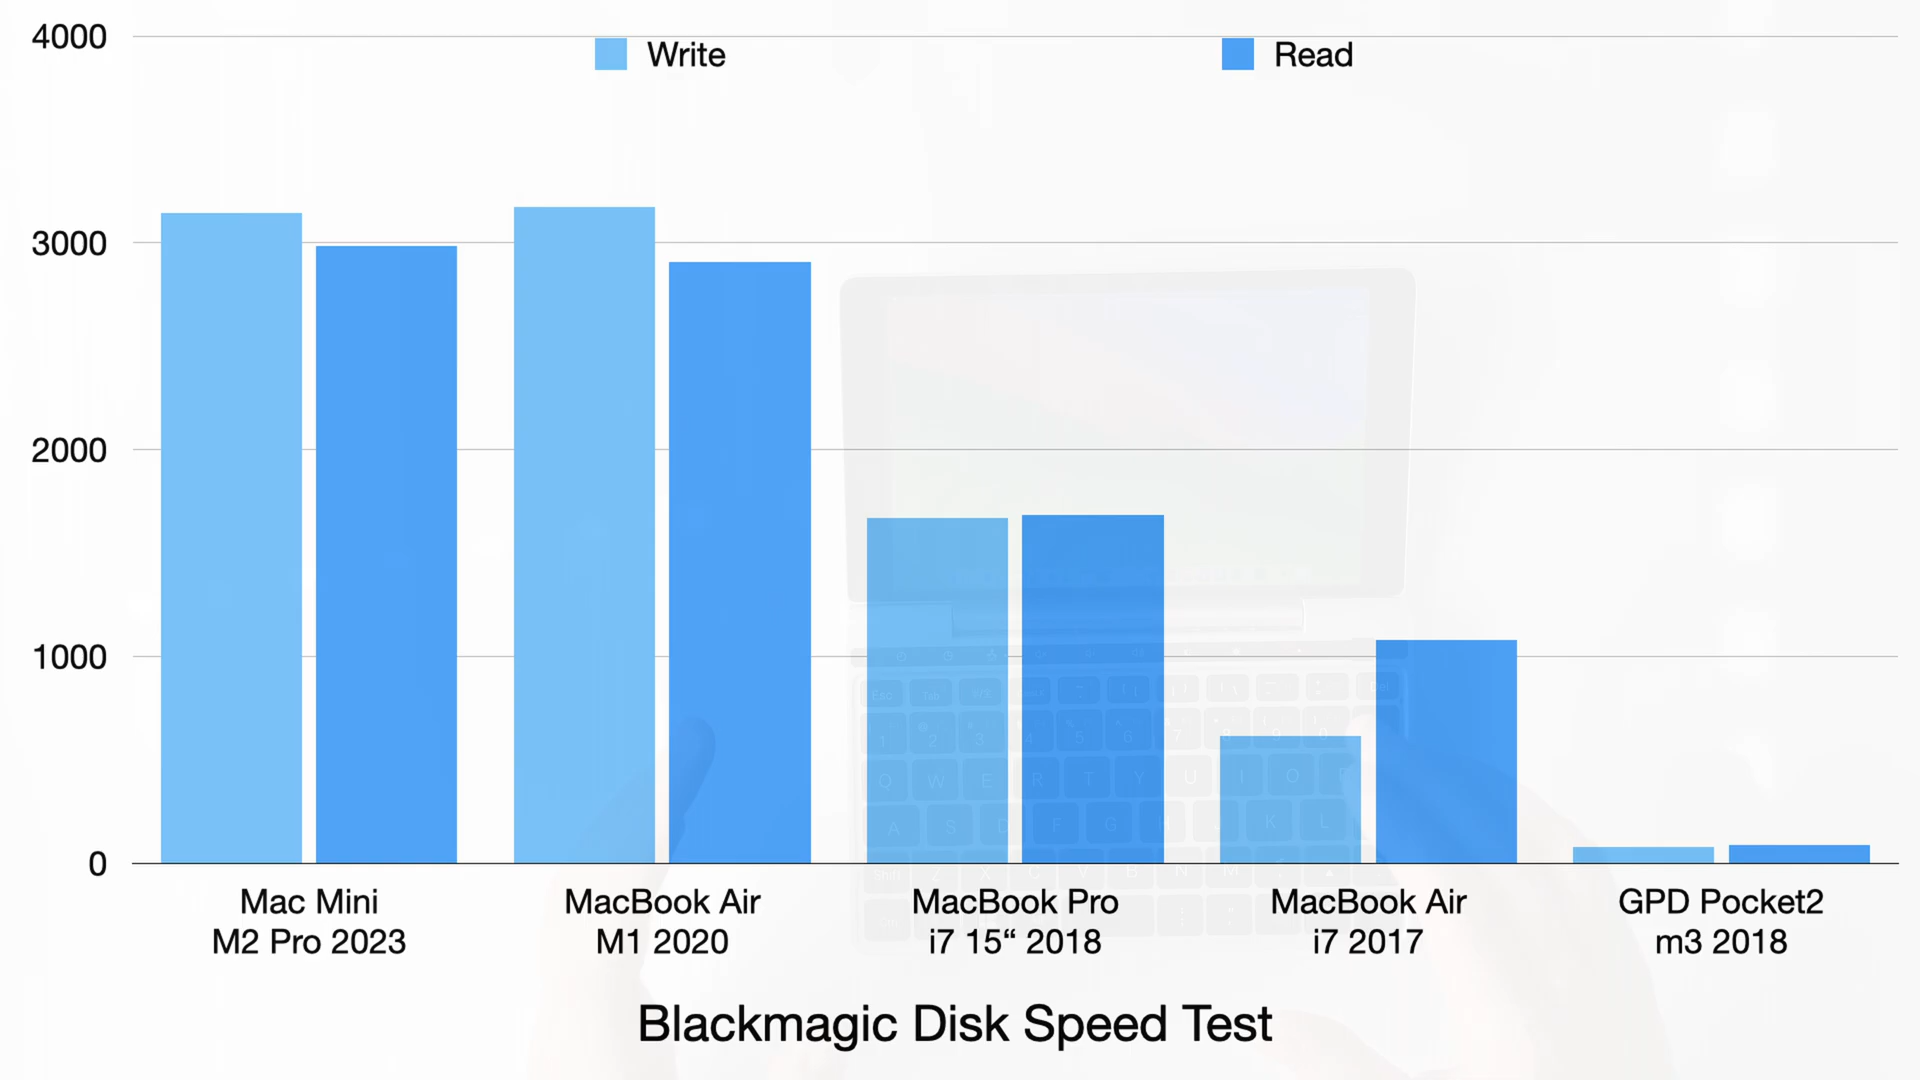 4000
Write
Read
3000
2000
1000
0
Mac Mini
M2 Pro 2023
MacBook Air
M1 2020
MacBook Pro
i7 15“ 2018
MacBook Air
i7 2017
GPD Pocket2
m3 2018
Blackmagic Disk Speed Test